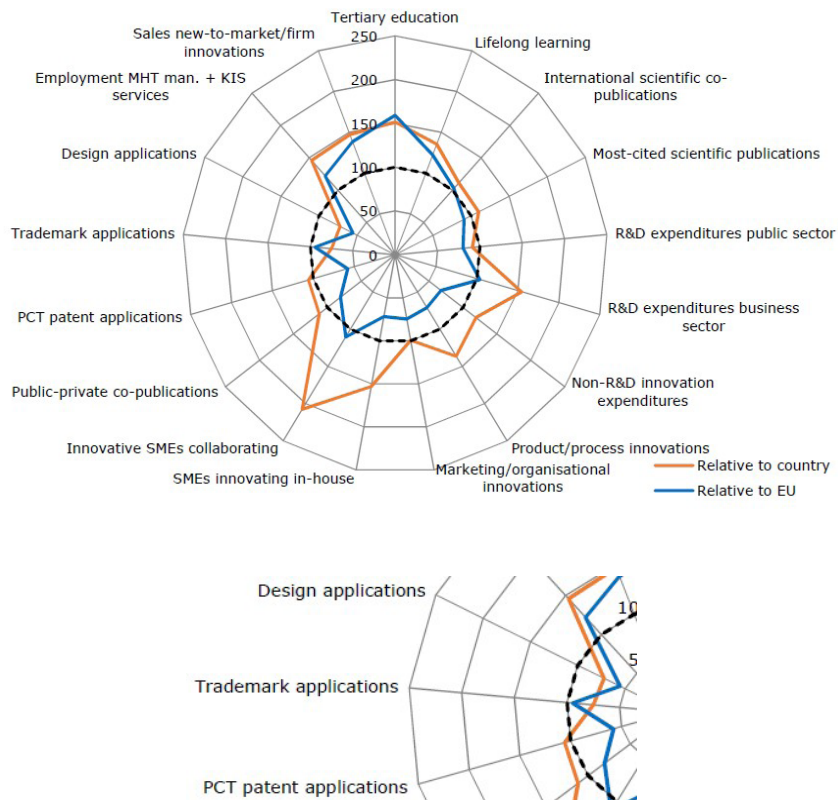 Tertiary education
250
Sales new-to-market/firm
innovations
Lifelong learning
Employment MHT man. + KIS
services
200
International scientific co-
publications
Design applications
150
Most-cited scientific publications
100
Trademark applications
50
R&D expenditures public sector
0
PCT patent applications
R&D expenditures business
sector
Public-private co-publications
Non-R&D innovation
expenditures
Innovative SMEs collaborating
Product/process innovations
SMEs innovating in-house
Marketing/organisational
innovations
Relative to country
Relative to EU
Design applications
10
5
Trademark applications
PCT patent applications